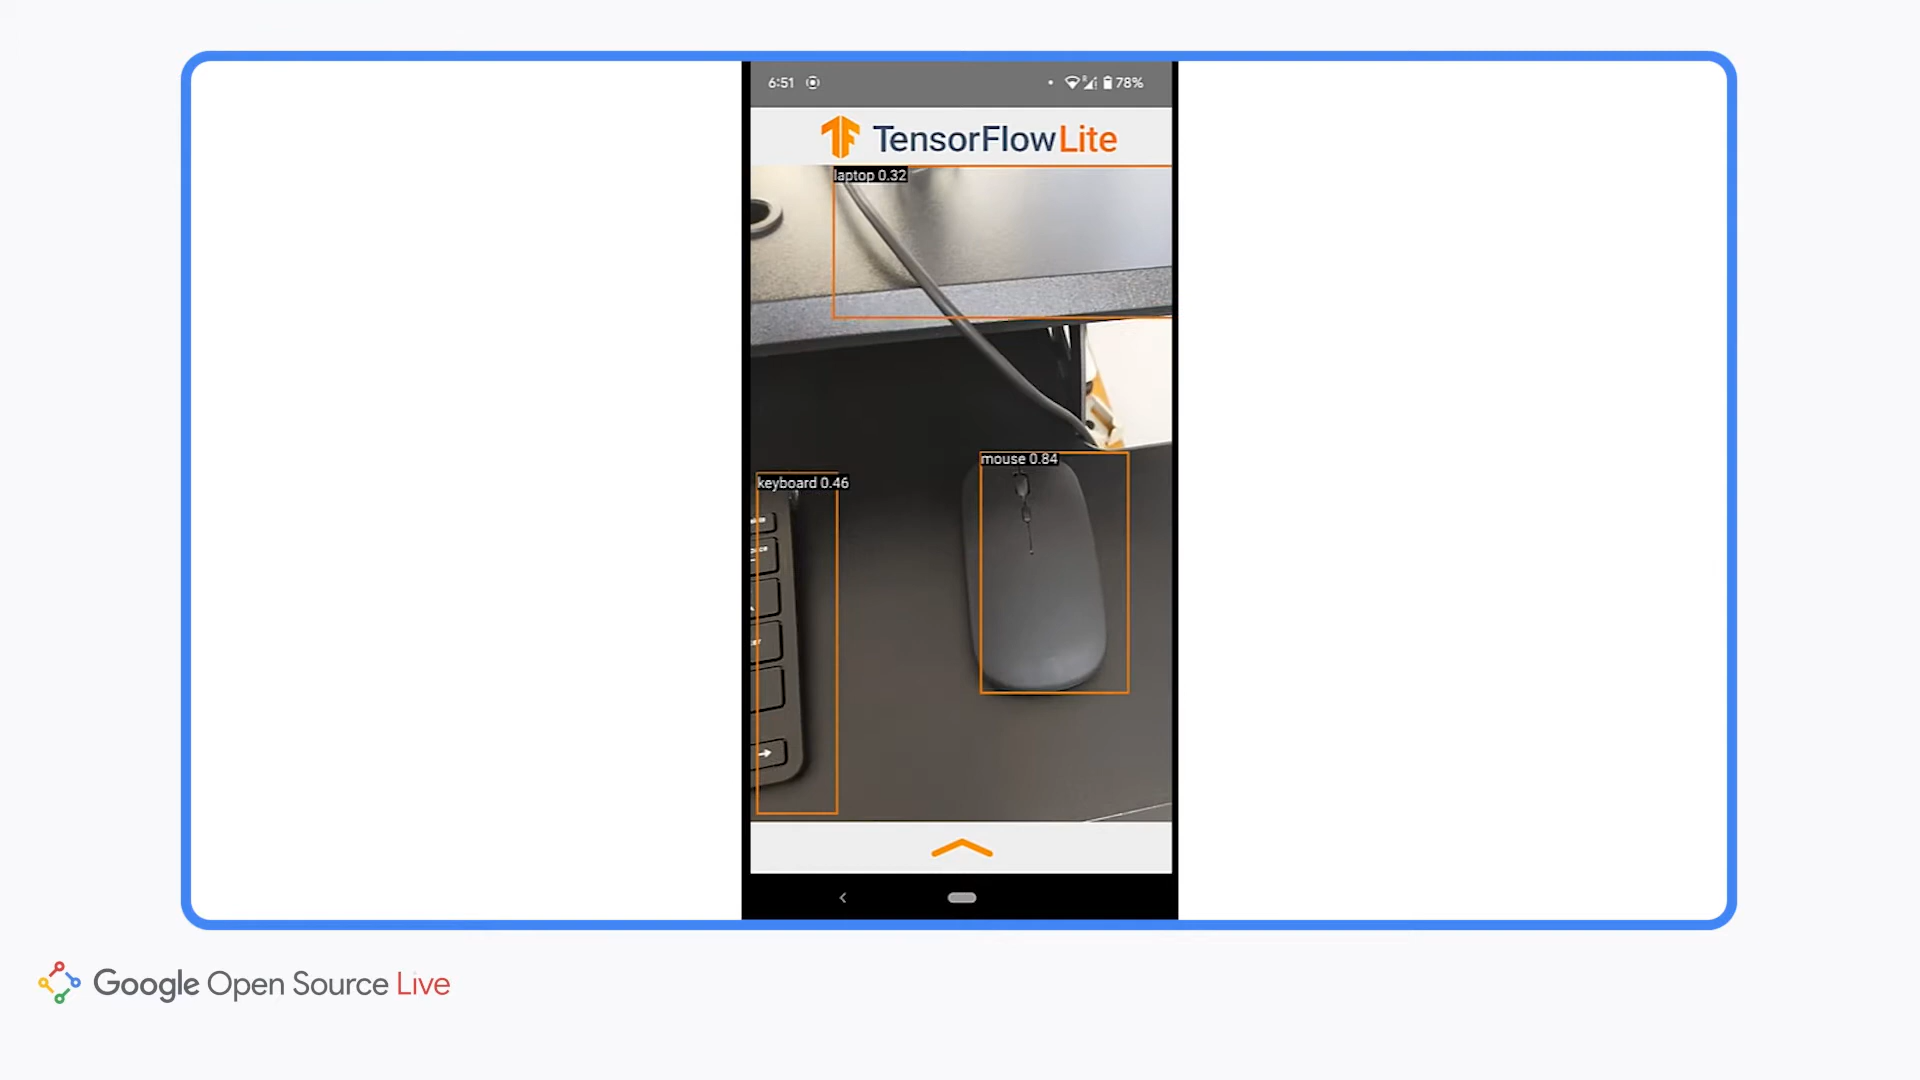 6:51
78%
TensorFlow Lite
laptop 0.32
mouse 0.84
keyboard 0.46
Google Open Source Live